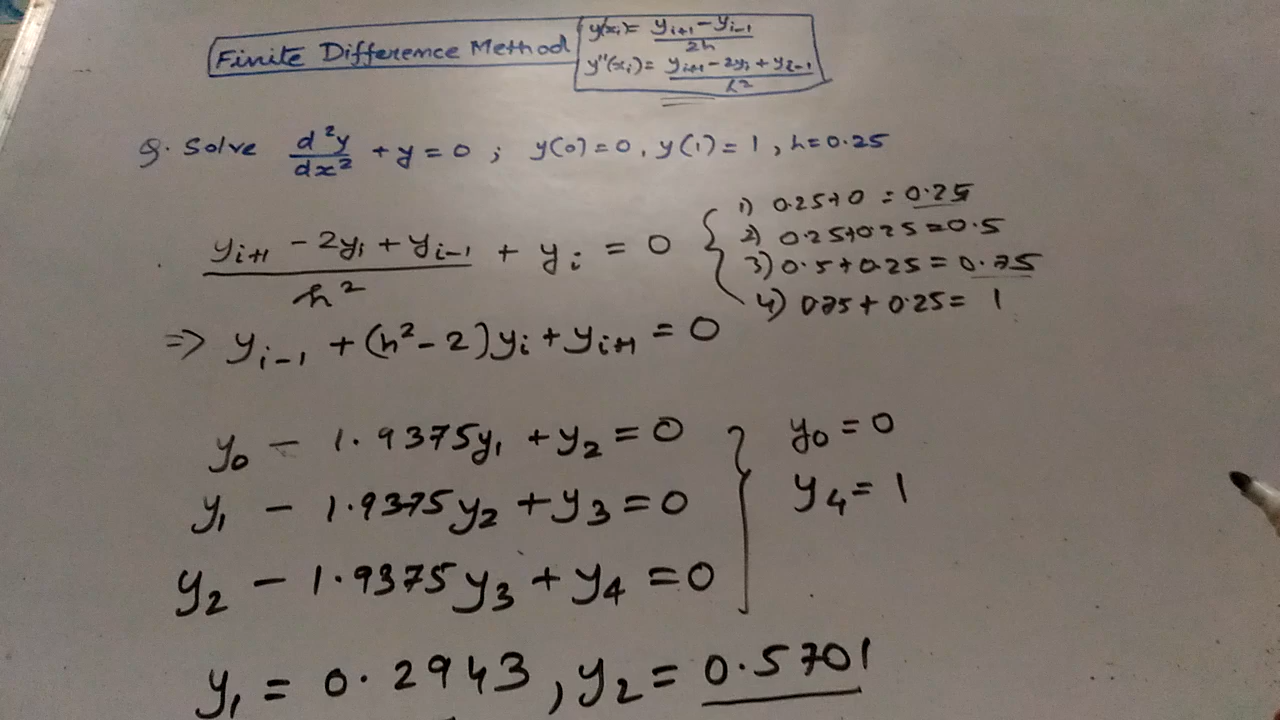 Finite Difference Method
y'(xi) = (yi+1 - yi-1)/2h
y''(xi) = (yi+1 - 2yi + yi-1)/h²
Q. Solve d²y/dx² + y = 0 ; y(0) = 0, y(1) = 1, h = 0.25
(yi+1 - 2yi + yi-1)/h² + yi = 0
1) 0.25+0 = 0.25
2) 0.25+0.25 = 0.5
3) 0.5+0.25 = 0.75
4) 0.75+0.25 = 1
=> yi-1 + (h² - 2)yi + yi+1 = 0
y0 - 1.9375y1 + y2 = 0
y1 - 1.9375y2 + y3 = 0
y2 - 1.9375y3 + y4 = 0
y0 = 0
y4 = 1
y1 = 0.2943, y2 = 0.5701